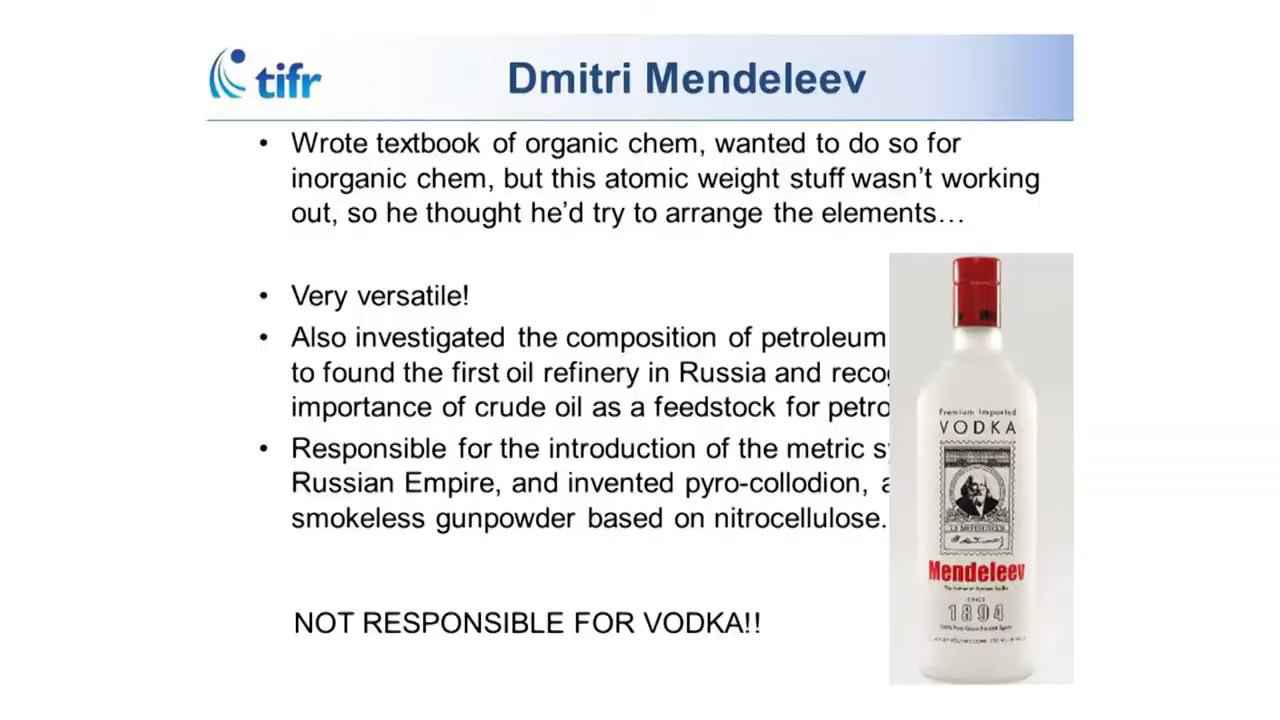 tifr
Dmitri Mendeleev
• Wrote textbook of organic chem, wanted to do so for
inorganic chem, but this atomic weight stuff wasn't working
out, so he thought he'd try to arrange the elements…
• Very versatile!
• Also investigated the composition of petroleum
to found the first oil refinery in Russia and reco
importance of crude oil as a feedstock for petro
• Responsible for the introduction of the metric s
Russian Empire, and invented pyro-collodion,
smokeless gunpowder based on nitrocellulose.
NOT RESPONSIBLE FOR VODKA!!
Premium Imported
VODKA
Mendeleev
SINCE
1894